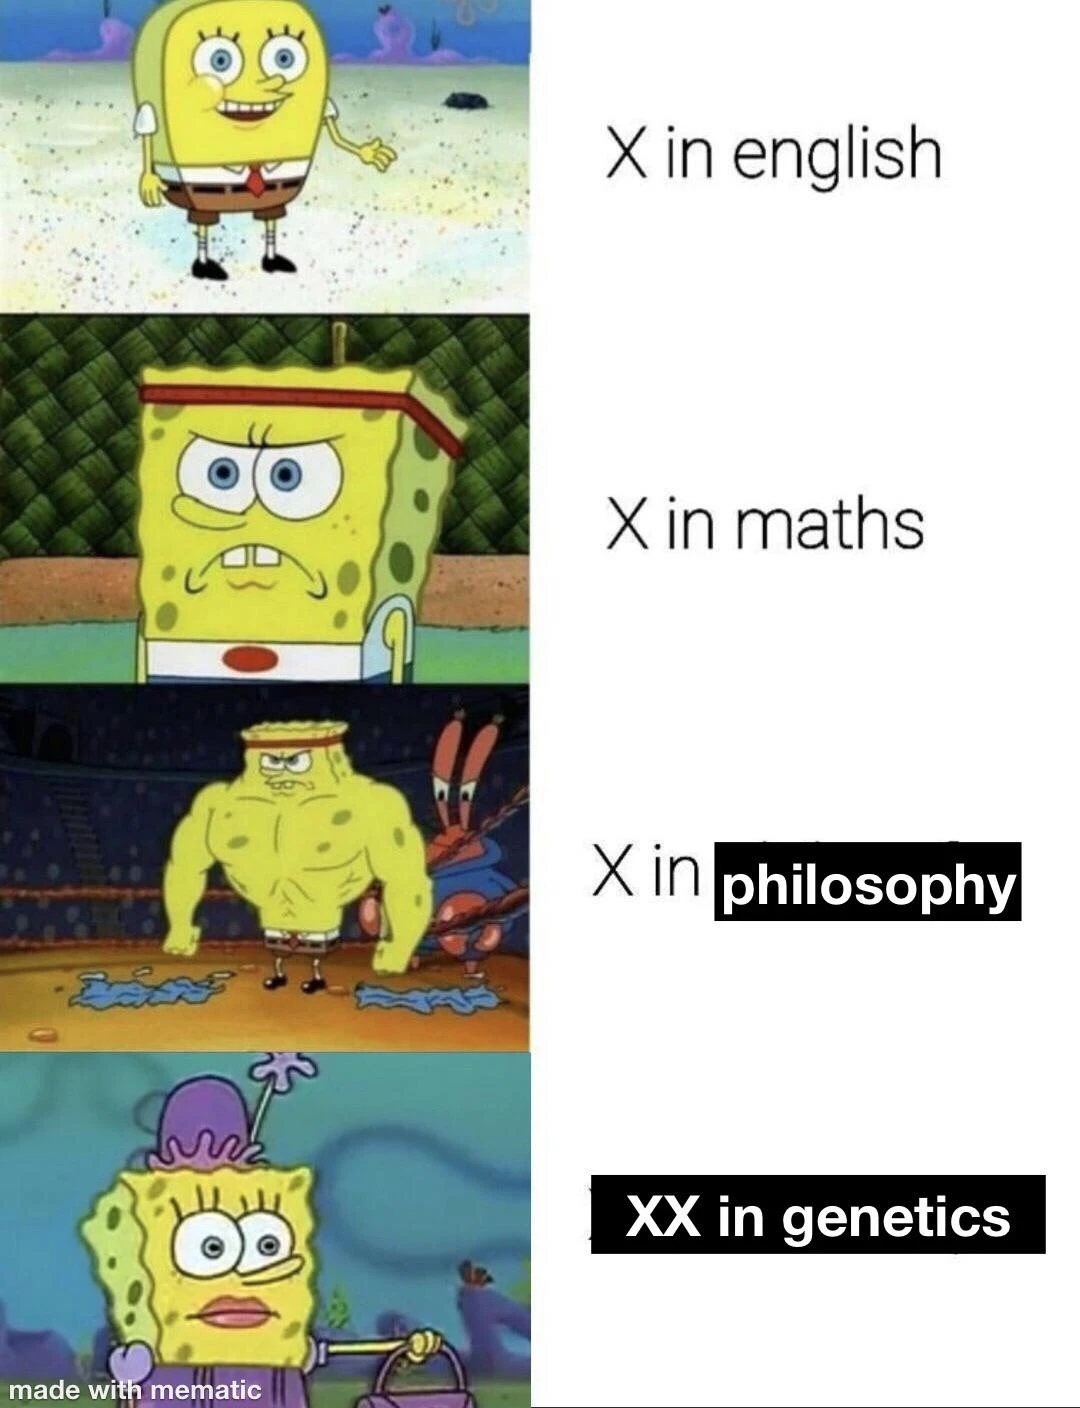 X in english
X in maths
X in philosophy
XX in genetics
made with mematic